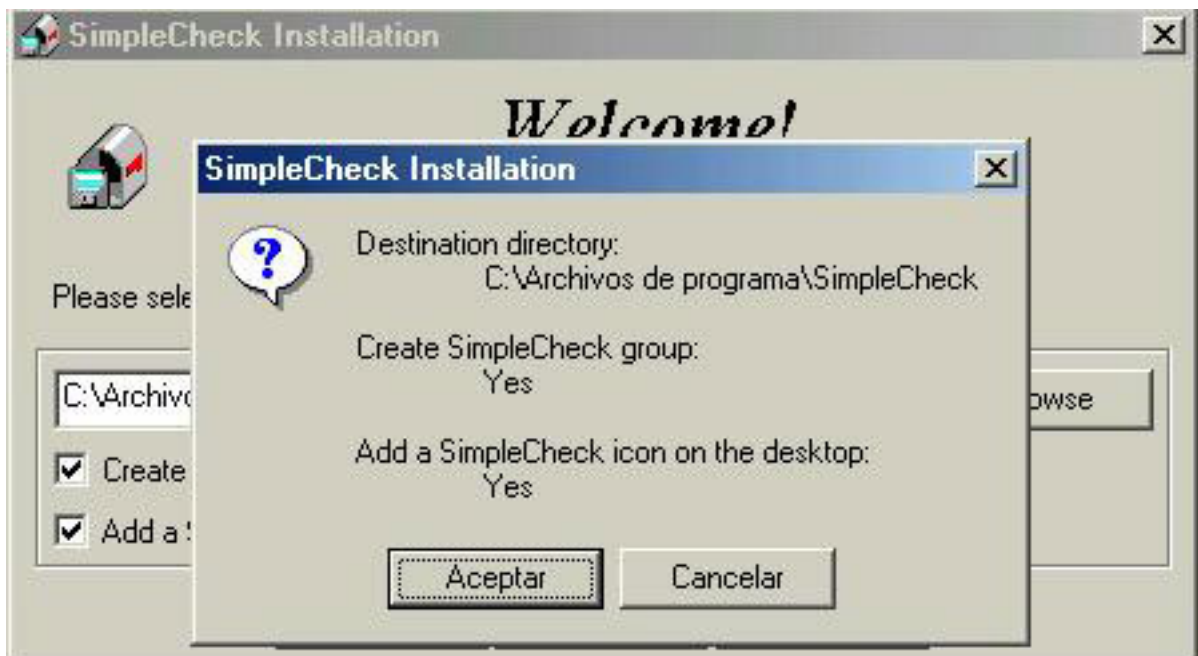 SimpleCheck Installation
Welcome!
SimpleCheck Installation
Destination directory:
C:\Archivos de programa\SimpleCheck
Create SimpleCheck group:
Yes
Add a SimpleCheck icon on the desktop:
Yes
Aceptar Cancelar
Please sele
C:\Archivo
owse
Create
Add a S